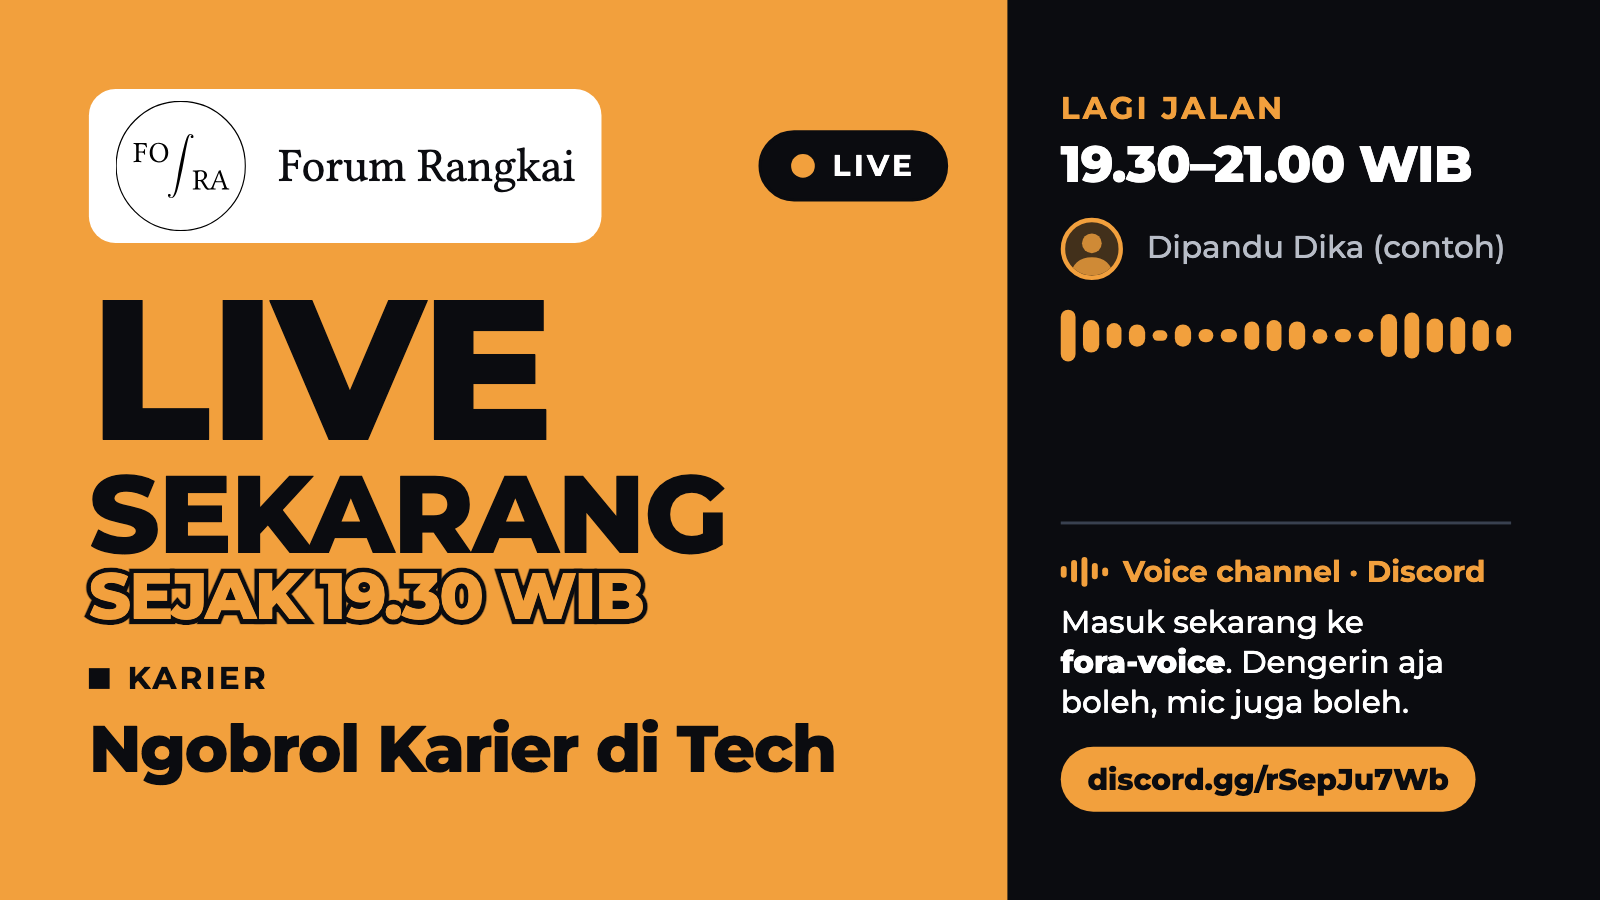 FO
RA
Forum Rangkai
LIVE
LIVE
SEKARANG
SEJAK 19.30 WIB
KARIER
Ngobrol Karier di Tech
LAGI JALAN
19.30–21.00 WIB
Dipandu Dika (contoh)
Voice channel · Discord
Masuk sekarang ke
fora-voice. Dengerin aja
boleh, mic juga boleh.
discord.gg/rSepJu7Wb